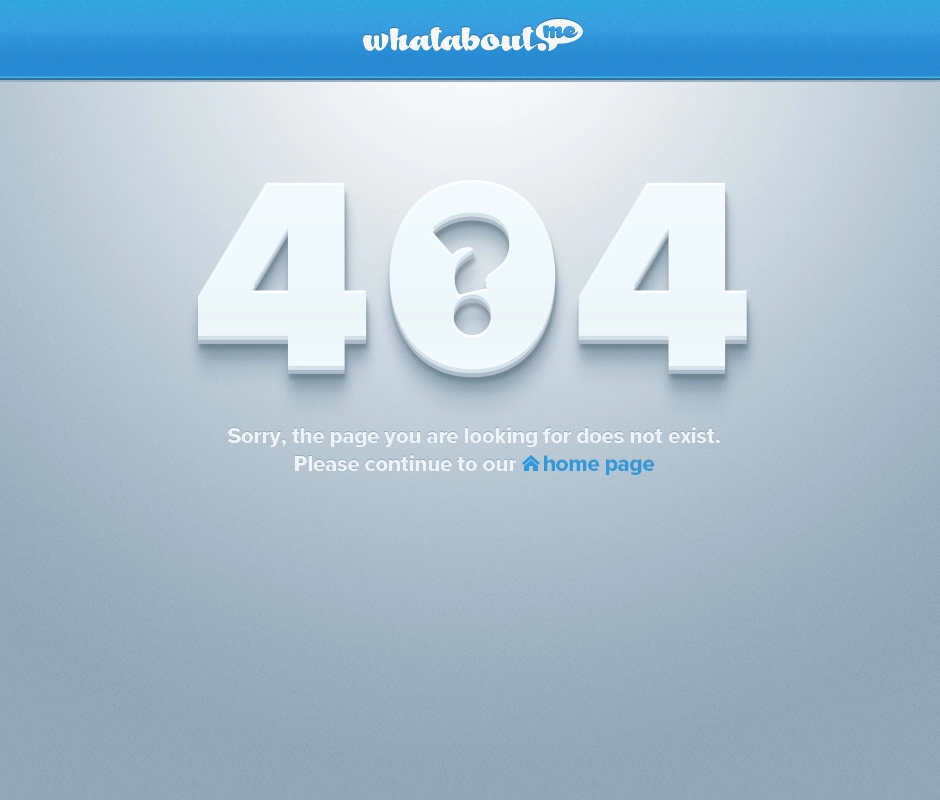 whatabout me
404
Sorry, the page you are looking for does not exist.
Please continue to our home page